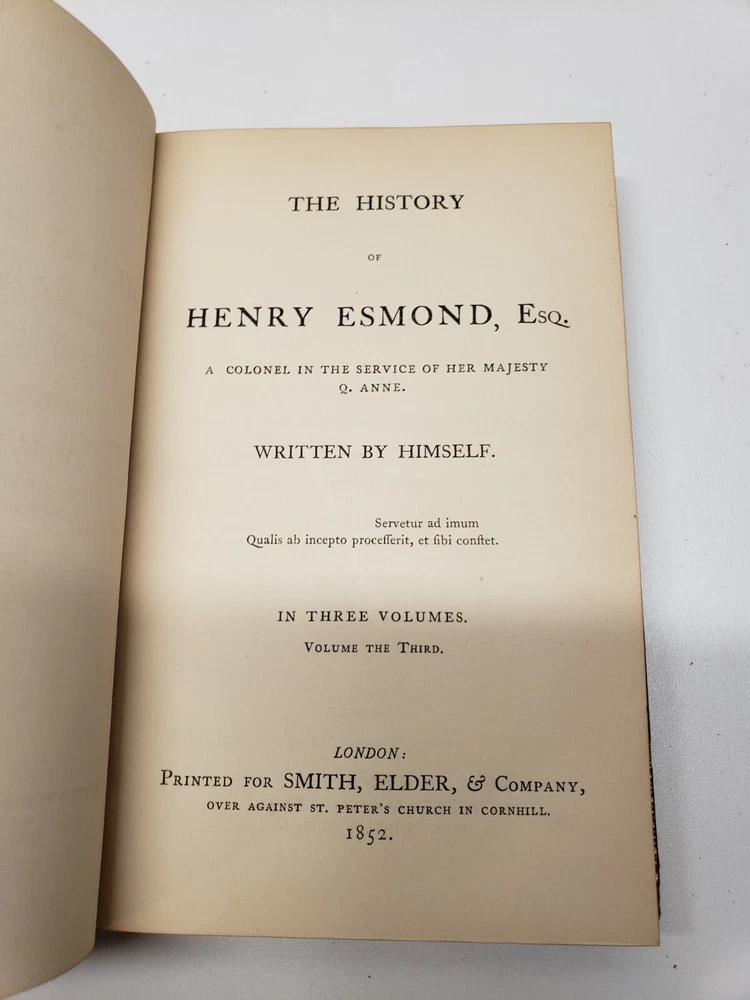 THE HISTORY
OF
HENRY ESMOND, ESQ.
A COLONEL IN THE SERVICE OF HER MAJESTY
Q. ANNE.
WRITTEN BY HIMSELF.
Servetur ad imum
Qualis ab incepto proceſſerit, et ſibi conſtet.
IN THREE VOLUMES.
VOLUME THE THIRD.
LONDON:
PRINTED FOR SMITH, ELDER, & COMPANY,
OVER AGAINST ST. PETER'S CHURCH IN CORNHILL.
1852.